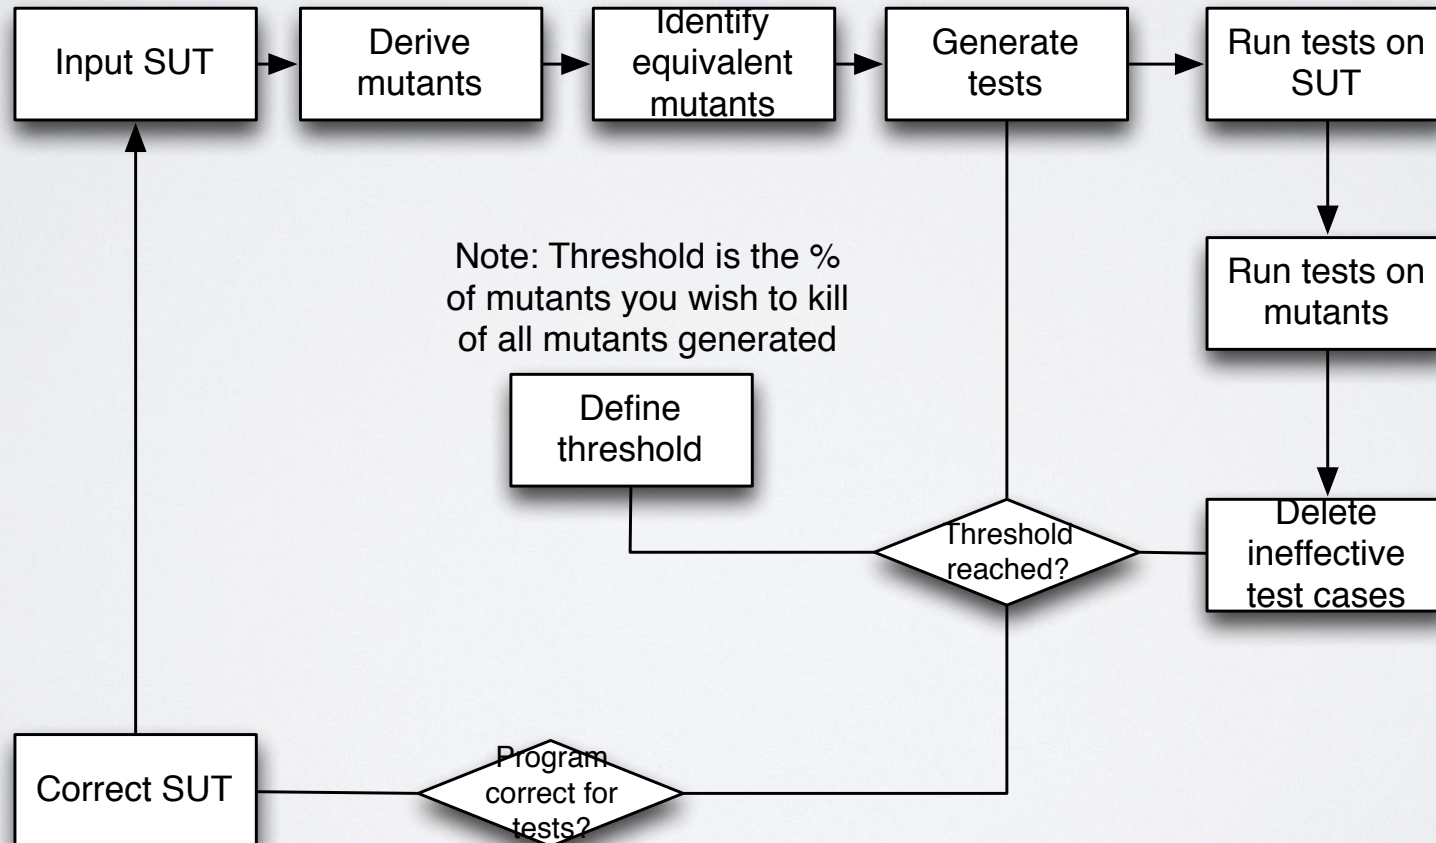 Input SUT
Derive
mutants
Identify
equivalent
mutants
Generate
tests
Run tests on
SUT
Note: Threshold is the %
of mutants you wish to kill
of all mutants generated
Run tests on
mutants
Define
threshold
Threshold
reached?
Delete
ineffective
test cases
Correct SUT
Program
correct for
tests?